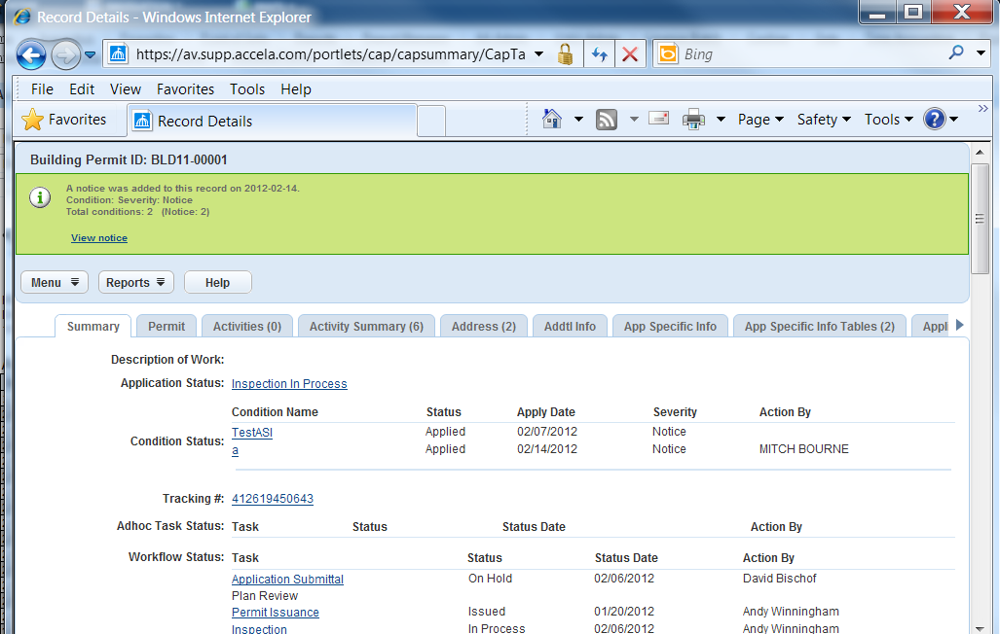 Record Details - Windows Internet Explorer
https://av.supp.accela.com/portlets/cap/capsummary/CapTa
Bing
File Edit View Favorites Tools Help
Favorites Record Details Page Safety Tools
Building Permit ID: BLD11-00001
A notice was added to this record on 2012-02-14.
Condition: Severity: Notice
Total conditions: 2 (Notice: 2)
View notice
Menu Reports Help
Summary Permit Activities (0) Activity Summary (6) Address (2) Addtl Info App Specific Info App Specific Info Tables (2) Appl
Description of Work:
Application Status: Inspection In Process
Condition Name Status Apply Date Severity Action By
Condition Status:
TestASI Applied 02/07/2012 Notice
a Applied 02/14/2012 Notice MITCH BOURNE
Tracking #: 412619450643
Adhoc Task Status: Task Status Status Date Action By
Workflow Status: Task Status Status Date Action By
Application Submittal On Hold 02/06/2012 David Bischof
Plan Review
Permit Issuance Issued 01/20/2012 Andy Winningham
Inspection In Process 02/06/2012 Andy Winningham